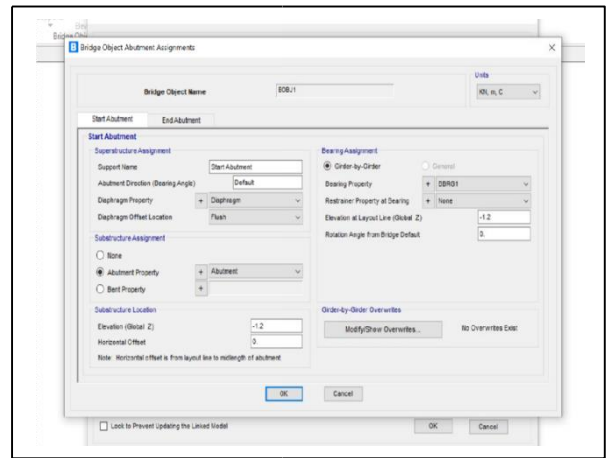 Bridge Object Abutment Assignments
Bridge Object Name
BOBJ1
Units
KN, m, C
Start Abutment
End Abutment
Start Abutment
Superstructure Assignment
Support Name
Start Abutment
Abutment Direction (Bearing Angle)
Default
Diaphragm Property
+
Diaphragm
Diaphragm Offset Location
Flush
Substructure Assignment
None
Abutment Property
+
Abutment
Bent Property
+
Substructure Location
Elevation (Global Z)
-1.2
Horizontal Offset
0.
Note: Horizontal offset is from layout line to midlength of abutment
Bearing Assignment
Girder-by-Girder
General
Bearing Property
+
BBRG1
Restrainer Property at Bearing
+
None
Elevation at Layout Line (Global Z)
-1.2
Rotation Angle from Bridge Default
0.
Girder-by-Girder Overwrites
Modify/Show Overwrites...
No Overwrites Exist
OK
Cancel
Lock to Prevent Updating the Linked Model
OK
Cancel